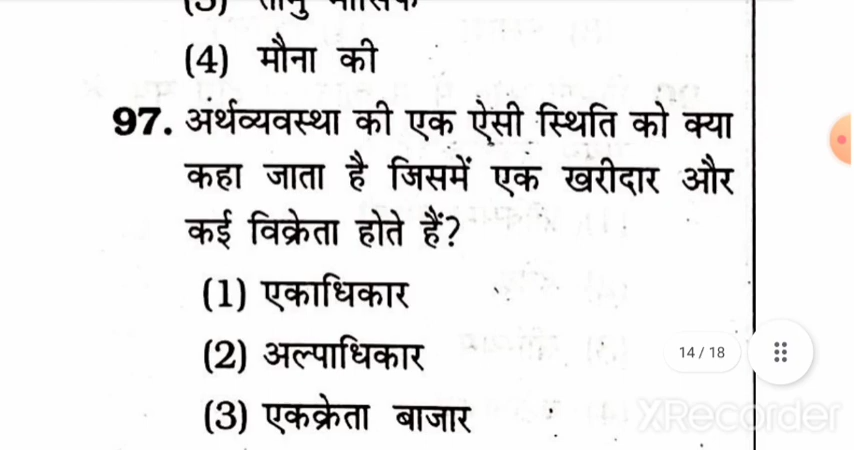 (4) मौना की
97. अंर्थव्यवस्था की एक ऐसी स्थिति को क्या
कहा जाता है जिसमें एक खरीदार और
कई विक्रेता होते हैं?
(1) एकाधिकार
(2) अल्पाधिकार
14 / 18
(3) एकक्रेता बाजार
XRecorder